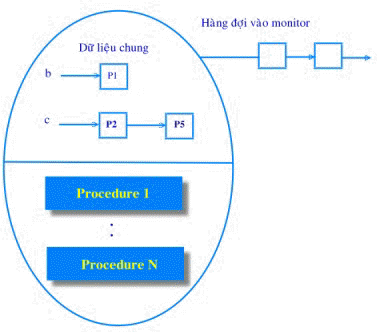 Hàng đợi vào monitor
Dữ liệu chung
b
P1
c
P2
P5
Procedure 1
:
Procedure N